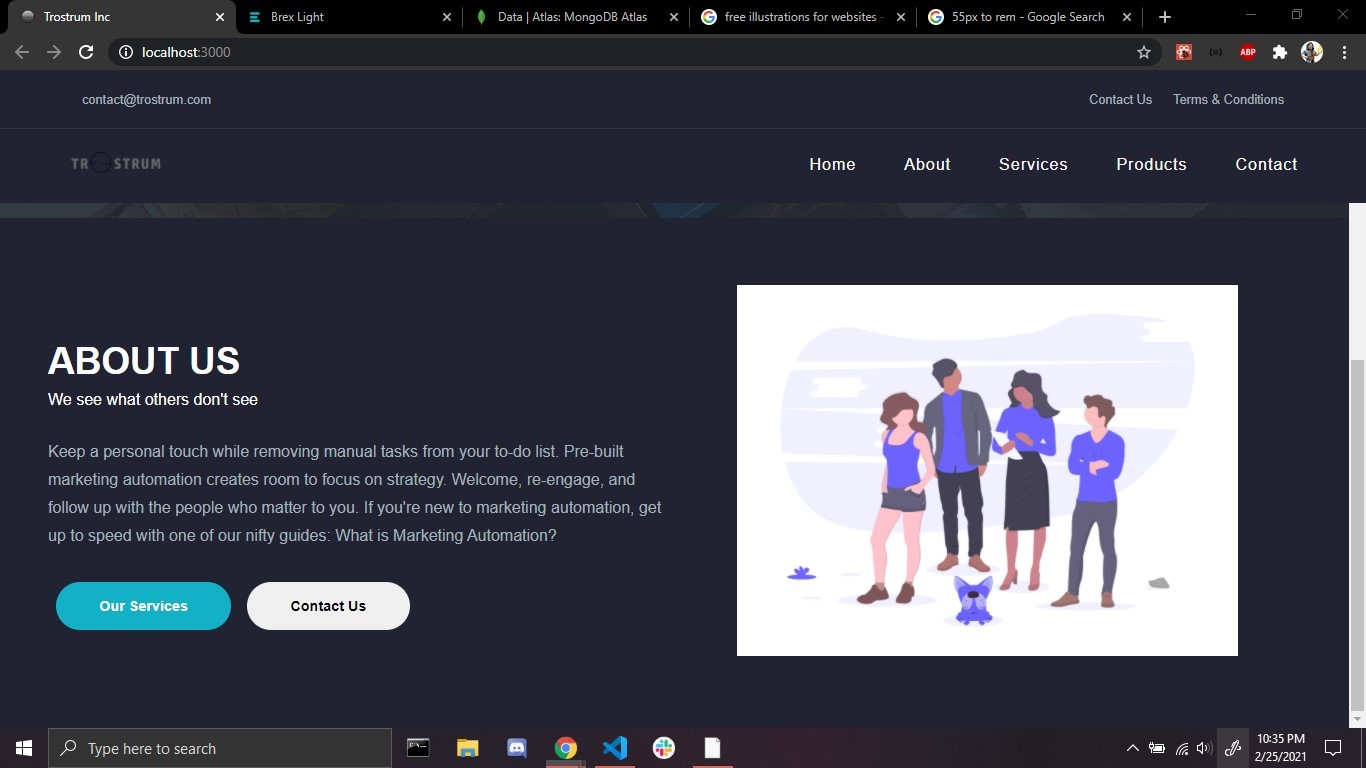 Trostrum Inc
Brex Light
Data | Atlas: MongoDB Atlas
free illustrations for websites -
55px to rem - Google Search
localhost:3000
ABP
contact@trostrum.com
Contact Us
Terms & Conditions
TROSTRUM
Home
About
Services
Products
Contact
ABOUT US
We see what others don't see
Keep a personal touch while removing manual tasks from your to-do list. Pre-built
marketing automation creates room to focus on strategy. Welcome, re-engage, and
follow up with the people who matter to you. If you're new to marketing automation, get
up to speed with one of our nifty guides: What is Marketing Automation?
Our Services
Contact Us
Type here to search
10:35 PM
2/25/2021